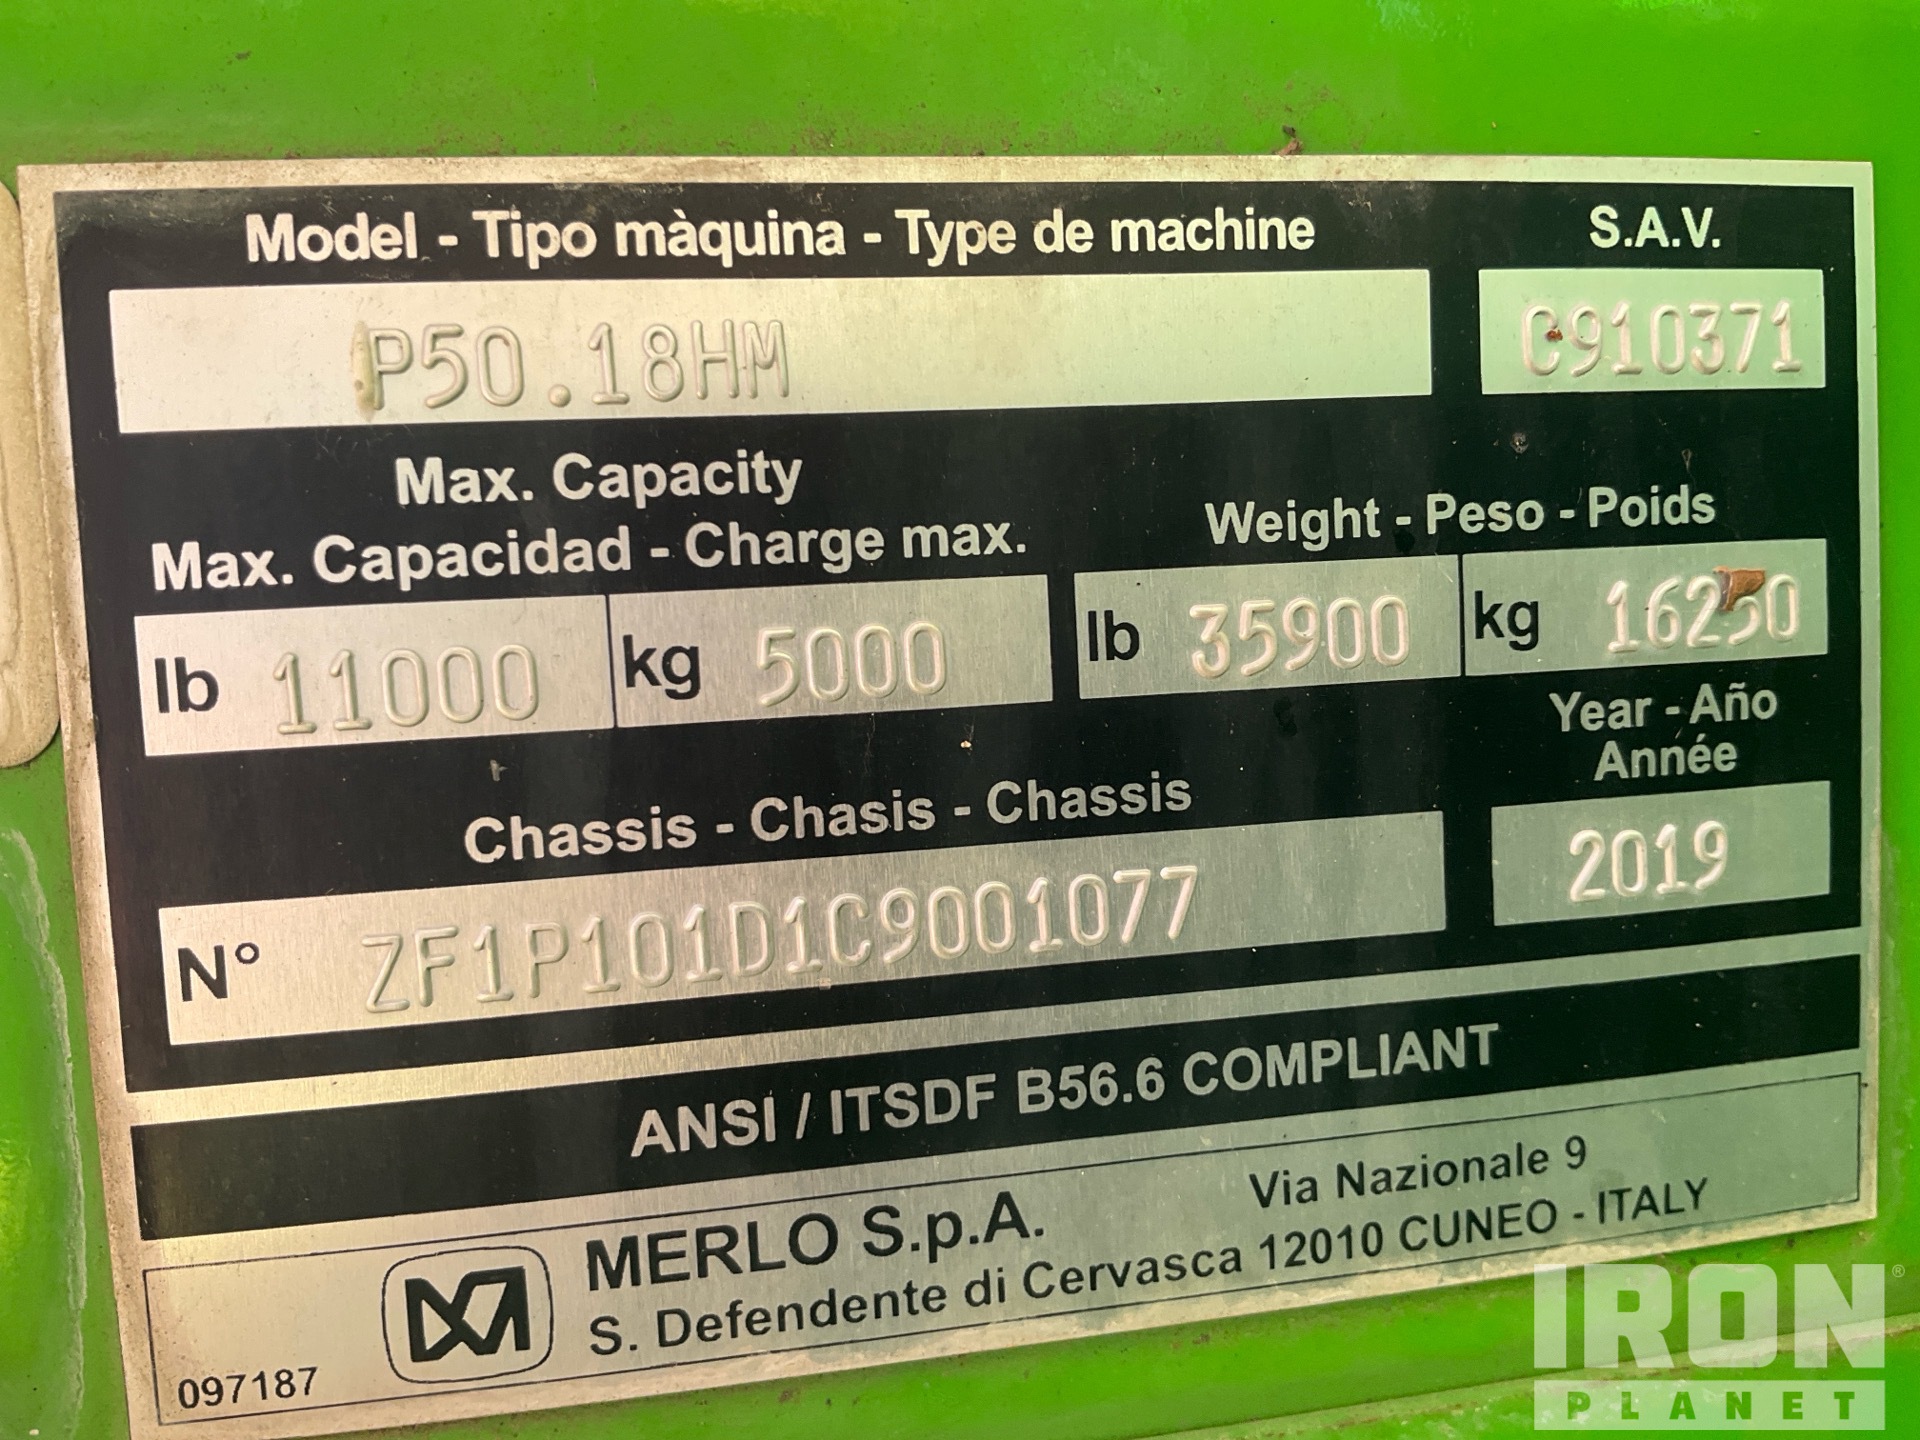 Model - Tipo màquina - Type de machine
S.A.V.
P50.18HM
C910371
Max. Capacity
Max. Capacidad - Charge max.
Weight - Peso - Poids
lb 11000 kg 5000
lb 35900 kg 16250
Year - Año
Année
Chassis - Chasis - Chassis
2019
N° ZF1P101D1C9001077
ANSI / ITSDF B56.6 COMPLIANT
MERLO S.p.A.
Via Nazionale 9
S. Defendente di Cervasca 12010 CUNEO - ITALY
097187
IRON®
PLANET